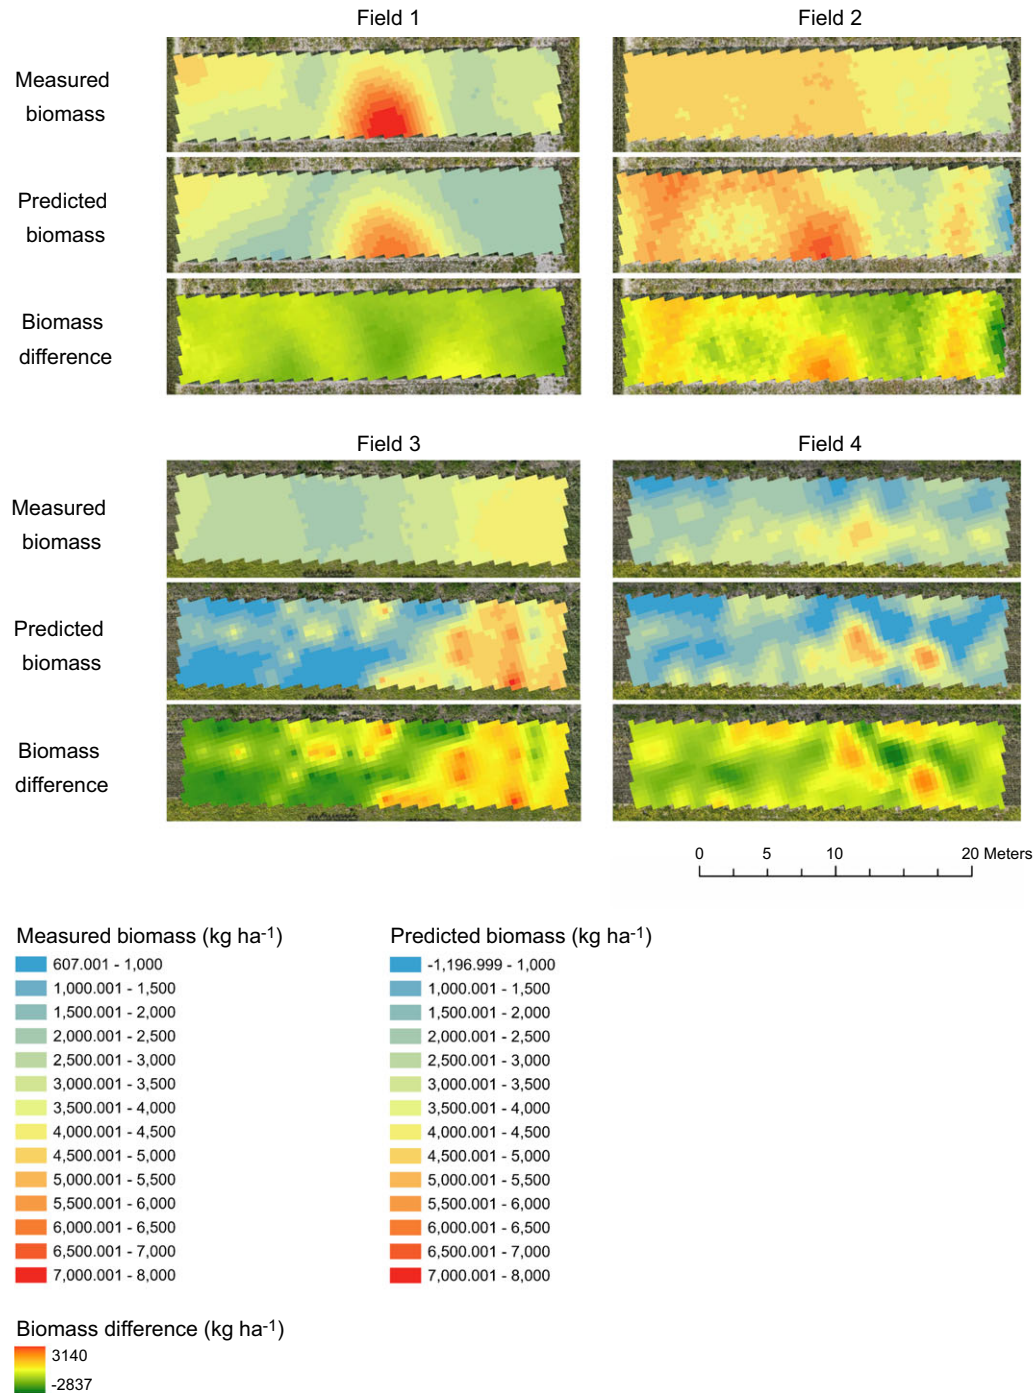 Field 1
Field 2
Measured
biomass
Predicted
biomass
Biomass
difference
Field 3
Field 4
Measured
biomass
Predicted
biomass
Biomass
difference
0 5 10 20 Meters
Measured biomass (kg ha-1)
607.001 - 1,000
1,000.001 - 1,500
1,500.001 - 2,000
2,000.001 - 2,500
2,500.001 - 3,000
3,000.001 - 3,500
3,500.001 - 4,000
4,000.001 - 4,500
4,500.001 - 5,000
5,000.001 - 5,500
5,500.001 - 6,000
6,000.001 - 6,500
6,500.001 - 7,000
7,000.001 - 8,000
Predicted biomass (kg ha-1)
-1,196.999 - 1,000
1,000.001 - 1,500
1,500.001 - 2,000
2,000.001 - 2,500
2,500.001 - 3,000
3,000.001 - 3,500
3,500.001 - 4,000
4,000.001 - 4,500
4,500.001 - 5,000
5,000.001 - 5,500
5,500.001 - 6,000
6,000.001 - 6,500
6,500.001 - 7,000
7,000.001 - 8,000
Biomass difference (kg ha-1)
3140
-2837